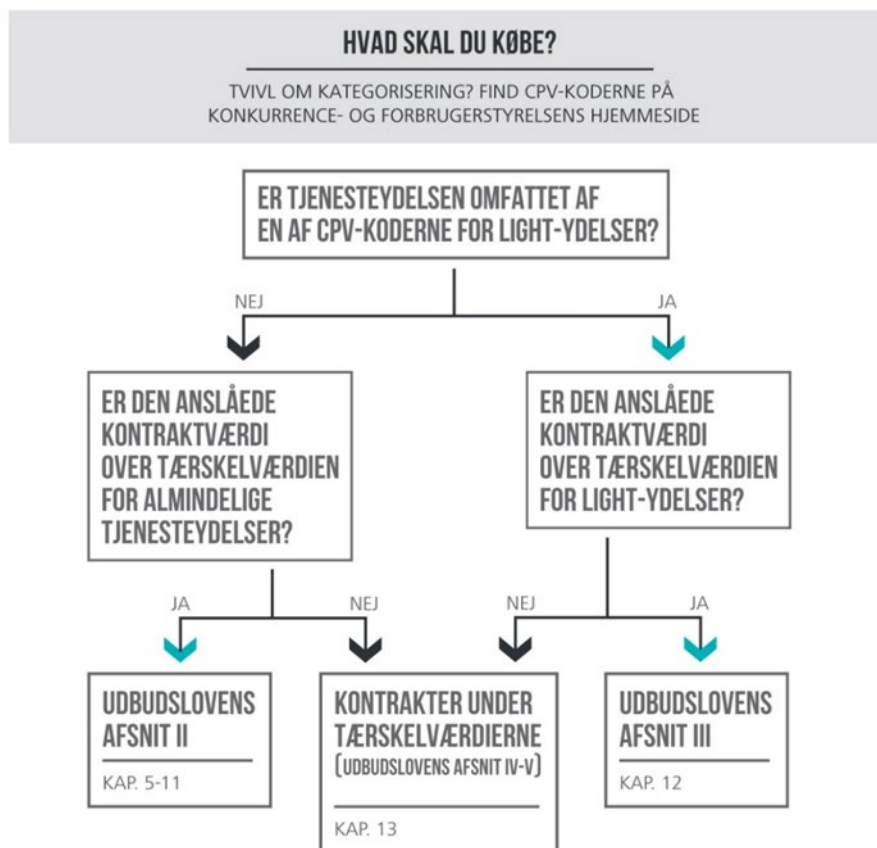 HVAD SKAL DU KØBE?
TVIVL OM KATEGORISERING? FIND CPV-KODERNE PÅ
KONKURRENCE- OG FORBRUGERSTYRELSENS HJEMMESIDE
ER TJENESTEYDELSEN OMFATTET AF
EN AF CPV-KODERNE FOR LIGHT-YDELSER?
NEJ
JA
ER DEN ANSLÅEDE
KONTRAKTVÆRDI
OVER TÆRSKELVÆRDIEN
FOR ALMINDELIGE
TJENESTEYDELSER?
ER DEN ANSLÅEDE
KONTRAKTVÆRDI
OVER TÆRSKELVÆRDIEN
FOR LIGHT-YDELSER?
JA
NEJ
NEJ
JA
UDBUDSLOVENS
AFSNIT II
KAP. 5-11
KONTRAKTER UNDER
TÆRSKELVÆRDIERNE
(UDBUDSLOVENS AFSNIT IV-V)
KAP. 13
UDBUDSLOVENS
AFSNIT III
KAP. 12